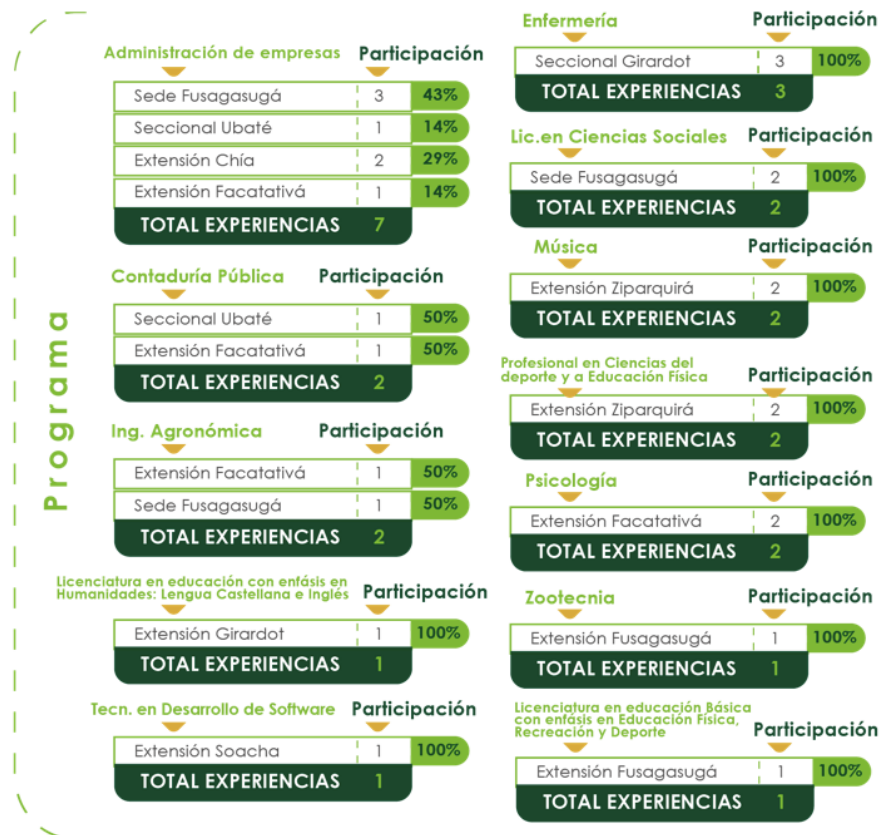 Programa
Administración de empresas Participación
Sede Fusagasugá 3 43%
Seccional Ubaté 1 14%
Extensión Chía 2 29%
Extensión Facatativá 1 14%
TOTAL EXPERIENCIAS 7
Contaduría Pública Participación
Seccional Ubaté 1 50%
Extensión Facatativá 1 50%
TOTAL EXPERIENCIAS 2
Ing. Agronómica Participación
Extensión Facatativá 1 50%
Sede Fusagasugá 1 50%
TOTAL EXPERIENCIAS 2
Licenciatura en educación con enfásis en
Humanidades: Lengua Castellana e Inglés Participación
Extensión Girardot 1 100%
TOTAL EXPERIENCIAS 1
Tecn. en Desarrollo de Software Participación
Extensión Soacha 1 100%
TOTAL EXPERIENCIAS 1
Enfermería Participación
Seccional Girardot 3 100%
TOTAL EXPERIENCIAS 3
Lic.en Ciencias Sociales Participación
Sede Fusagasugá 2 100%
TOTAL EXPERIENCIAS 2
Música Participación
Extensión Ziparquirá 2 100%
TOTAL EXPERIENCIAS 2
Profesional en Ciencias del
deporte y a Educación Física Participación
Extensión Ziparquirá 2 100%
TOTAL EXPERIENCIAS 2
Psicología Participación
Extensión Facatativá 2 100%
TOTAL EXPERIENCIAS 2
Zootecnia Participación
Extensión Fusagasugá 1 100%
TOTAL EXPERIENCIAS 1
Licenciatura en educación Básica
con enfásis en Educación Física,
Recreación y Deporte Participación
Extensión Fusagasugá 1 100%
TOTAL EXPERIENCIAS 1